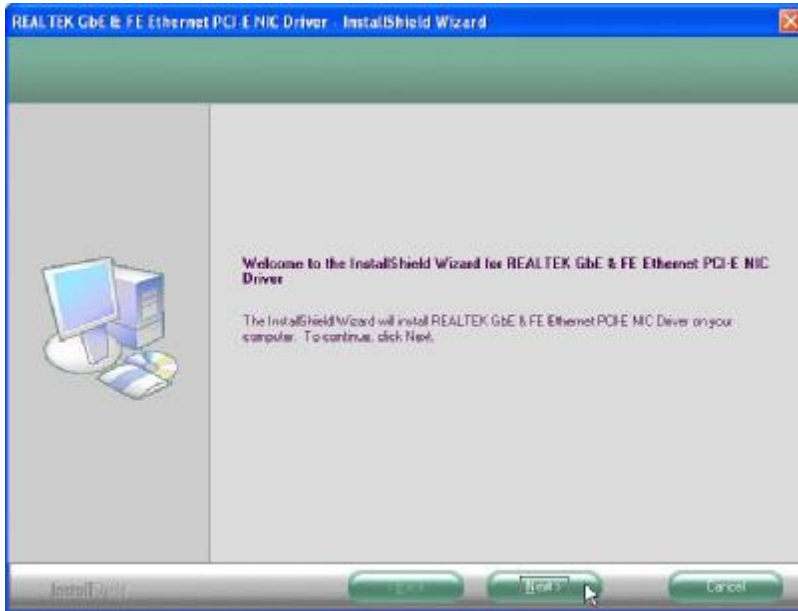 REALTEK GbE & FE Ethernet PCI-E NIC Driver - InstallShield Wizard
Welcome to the InstallShield Wizard for REALTEK GbE & FE Ethernet PCI-E NIC
Driver
The InstallShield Wizard will install REALTEK GbE & FE Ethernet PCI-E NIC Driver on your
computer. To continue, click Next.
InstallShield
< Back
Next >
Cancel